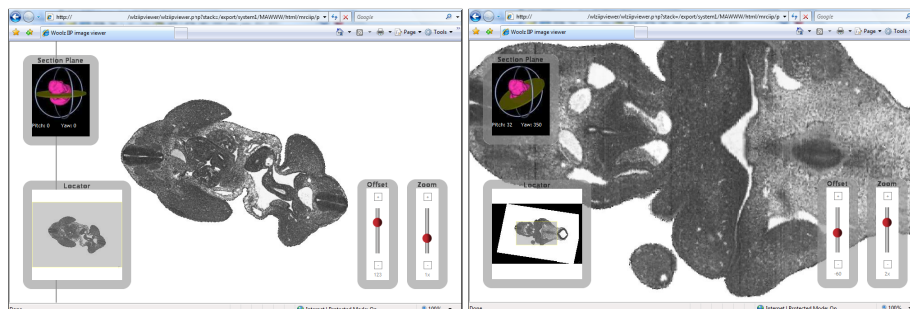 http://            /wlziipviewer/wlziipviewer.php?stack=/export/system1/MAWWW/html/mrciip/p
Google
Woolz IIP image viewer
Page
Tools
Section Plane
Pitch: 0 Yaw: 0
Locator
Offset
Zoom
123
1x
Done
Internet | Protected Mode: On
100%
http://            /wlziipviewer/wlziipviewer.php?stack=/export/system1/MAWWW/html/mrciip/p
Google
Woolz IIP image viewer
Page
Tools
Section Plane
Pitch: 32 Yaw: 350
Locator
Offset
Zoom
-60
2x
Done
Internet | Protected Mode: On
100%